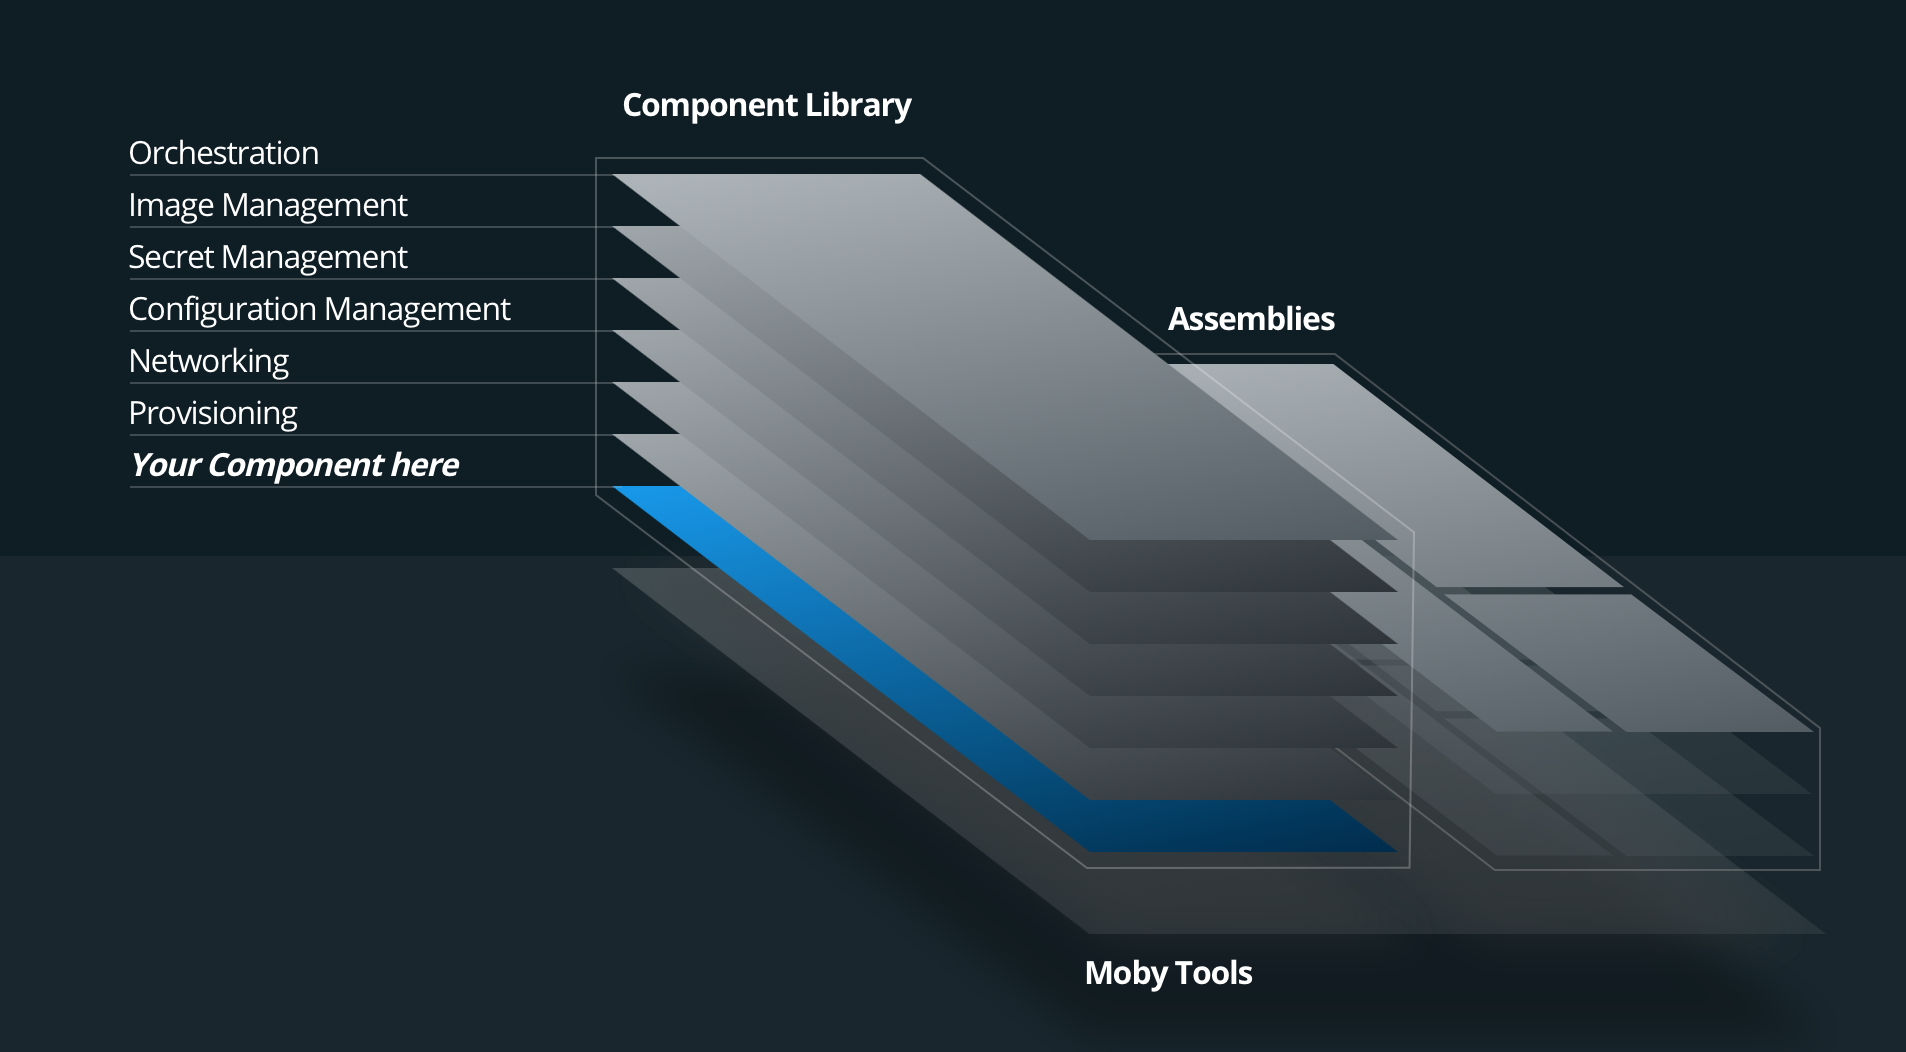 Component Library
Orchestration
Image Management
Secret Management
Configuration Management
Networking
Provisioning
Your Component here
Assemblies
Moby Tools